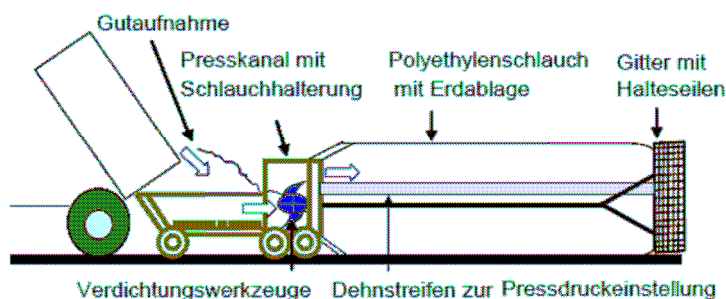 Gutaufnahme
Presskanal mit
Schlauchhalterung
Polyethylenschlauch
mit Erdablage
Gitter mit
Halteseilen
Verdichtungswerkzeuge
Dehnstreifen zur Pressdruckeinstellung